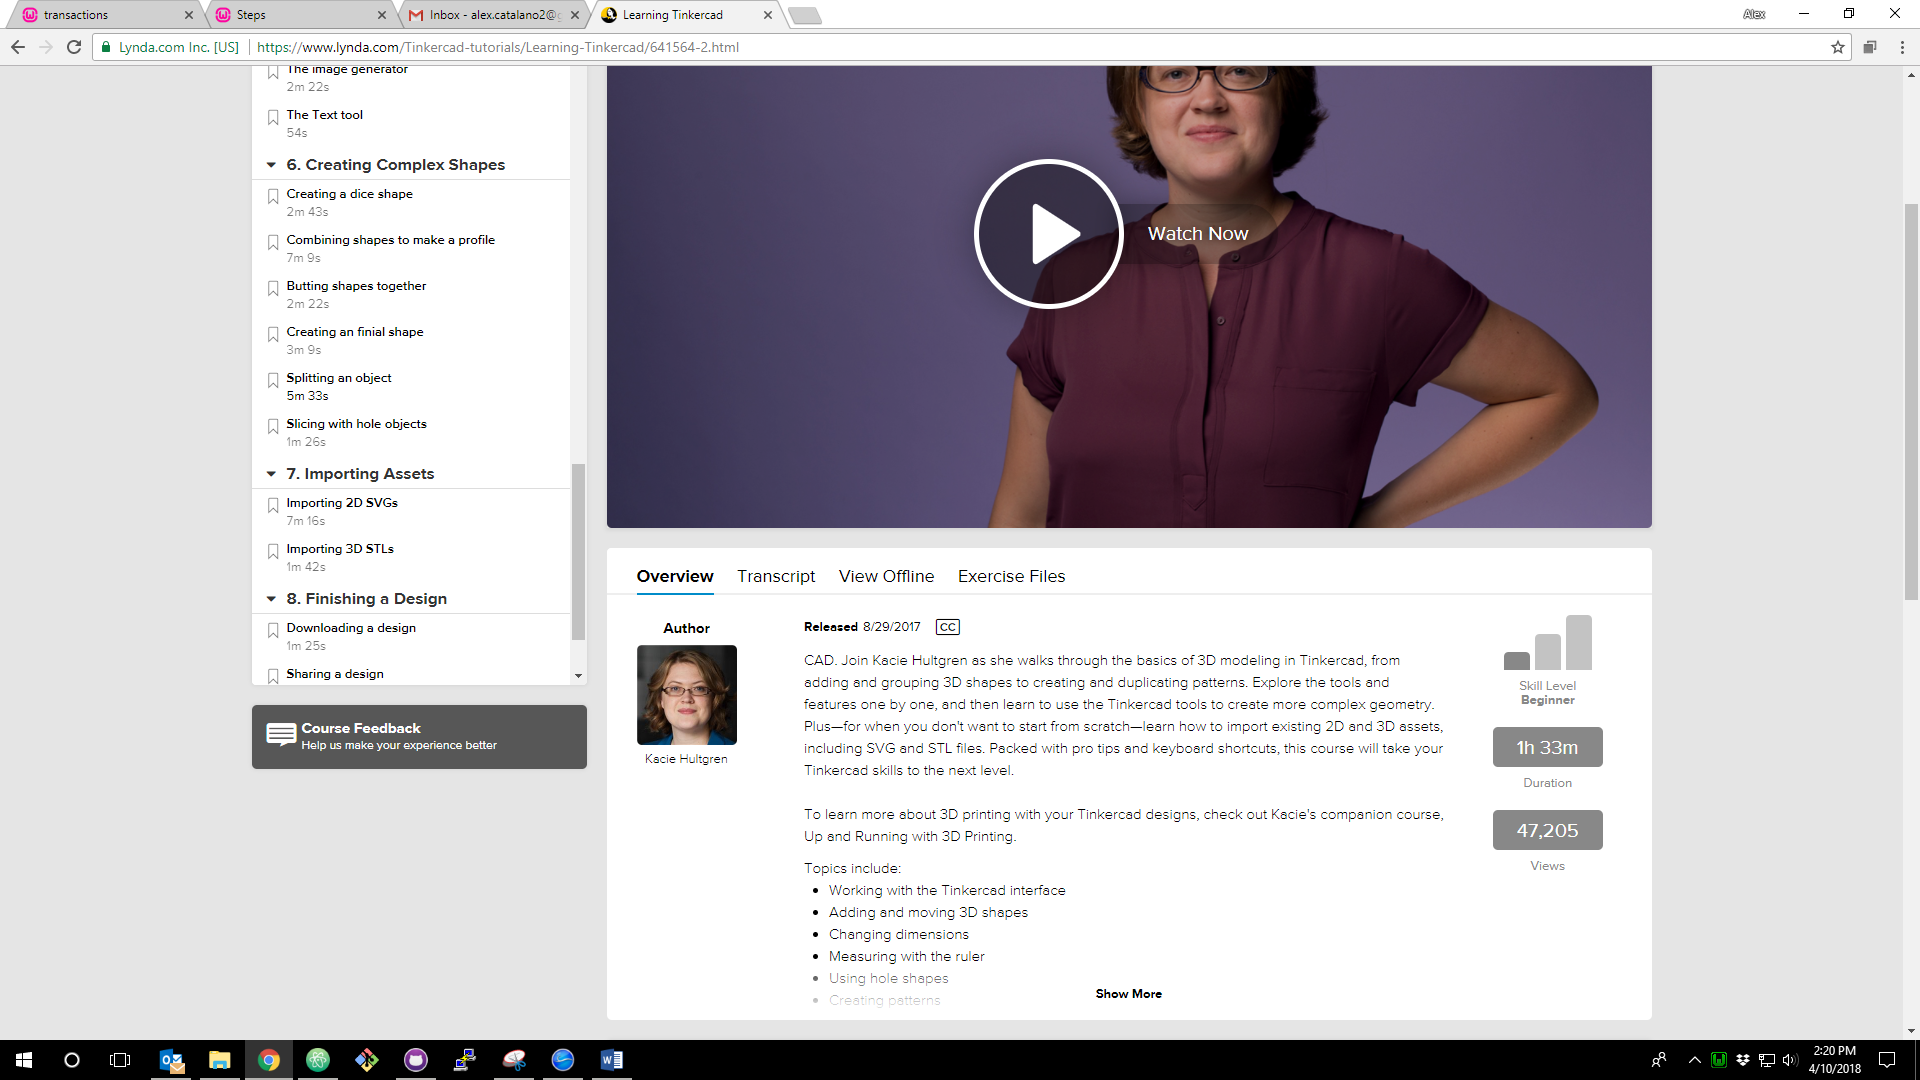 transactions
Steps
Inbox - alex.catalano2@g
Learning Tinkercad
Alex
Lynda.com Inc. [US]
https://www.lynda.com/Tinkercad-tutorials/Learning-Tinkercad/641564-2.html
The image generator
2m 22s
The Text tool
54s
6. Creating Complex Shapes
Creating a dice shape
2m 43s
Combining shapes to make a profile
7m 9s
Butting shapes together
2m 22s
Creating an finial shape
3m 9s
Splitting an object
5m 33s
Slicing with hole objects
1m 26s
7. Importing Assets
Importing 2D SVGs
7m 16s
Importing 3D STLs
1m 42s
8. Finishing a Design
Downloading a design
1m 25s
Sharing a design
Course Feedback
Help us make your experience better
Watch Now
Overview Transcript View Offline Exercise Files
Author
Kacie Hultgren
Released 8/29/2017 CC
CAD. Join Kacie Hultgren as she walks through the basics of 3D modeling in Tinkercad, from
adding and grouping 3D shapes to creating and duplicating patterns. Explore the tools and
features one by one, and then learn to use the Tinkercad tools to create more complex geometry.
Plus—for when you don't want to start from scratch—learn how to import existing 2D and 3D assets,
including SVG and STL files. Packed with pro tips and keyboard shortcuts, this course will take your
Tinkercad skills to the next level.
To learn more about 3D printing with your Tinkercad designs, check out Kacie's companion course,
Up and Running with 3D Printing.
Topics include:
Working with the Tinkercad interface
Adding and moving 3D shapes
Changing dimensions
Measuring with the ruler
Using hole shapes
Creating patterns
Show More
Skill Level
Beginner
1h 33m
Duration
47,205
Views
2:20 PM
4/10/2018